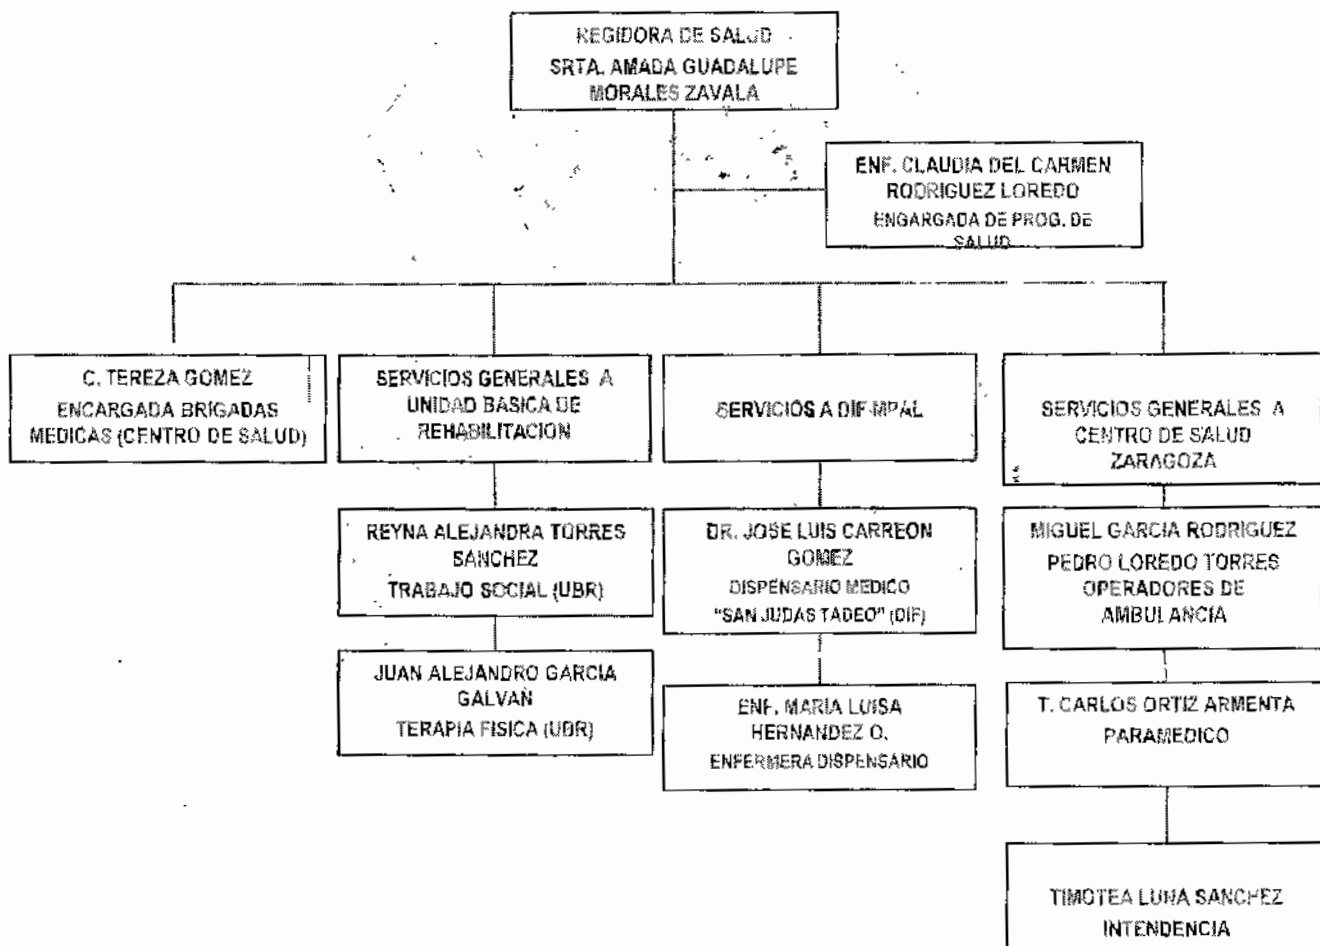 REGIDORA DE SALUD
SRTA. AMADA GUADALUPE
MORALES ZAVALA
ENF. CLAUDIA DEL CARMEN
RODRIGUEZ LOREDO
ENGARGADA DE PROG. DE
SALUD
C. TEREZA GOMEZ
ENCARGADA BRIGADAS
MEDICAS (CENTRO DE SALUD)
SERVICIOS GENERALES A
UNIDAD BASICA DE
REHABILITACION
SERVICIOS A DIF-MPAL
SERVICIOS GENERALES A
CENTRO DE SALUD
ZARAGOZA
REYNA ALEJANDRA TORRES
SANCHEZ
TRABAJO SOCIAL (UBR)
DR. JOSE LUIS CARREON
GOMEZ
DISPENSARIO MEDICO
"SAN JUDAS TADEO" (DIF)
MIGUEL GARCIA RODRIGUEZ
PEDRO LOREDO TORRES
OPERADORES DE
AMBULANCIA
JUAN ALEJANDRO GARCIA
GALVAN
TERAPIA FISICA (UBR)
ENF. MARIA LUISA
HERNANDEZ O.
ENFERMERA DISPENSARIO
T. CARLOS ORTIZ ARMENTA
PARAMEDICO
TIMOTEA LUNA SANCHEZ
INTENDENCIA